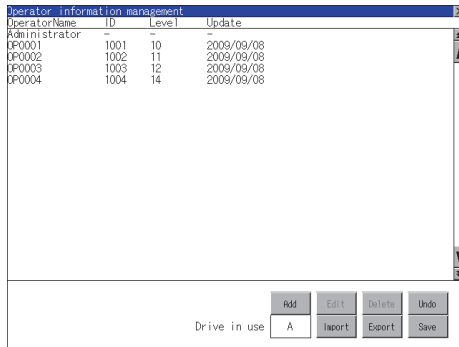 Operator information management
OperatorName ID Level Update
Administrator - - -
OP0001 1001 10 2009/09/08
OP0002 1002 11 2009/09/08
OP0003 1003 12 2009/09/08
OP0004 1004 14 2009/09/08
Add Edit Delete Undo
Drive in use A Import Export Save